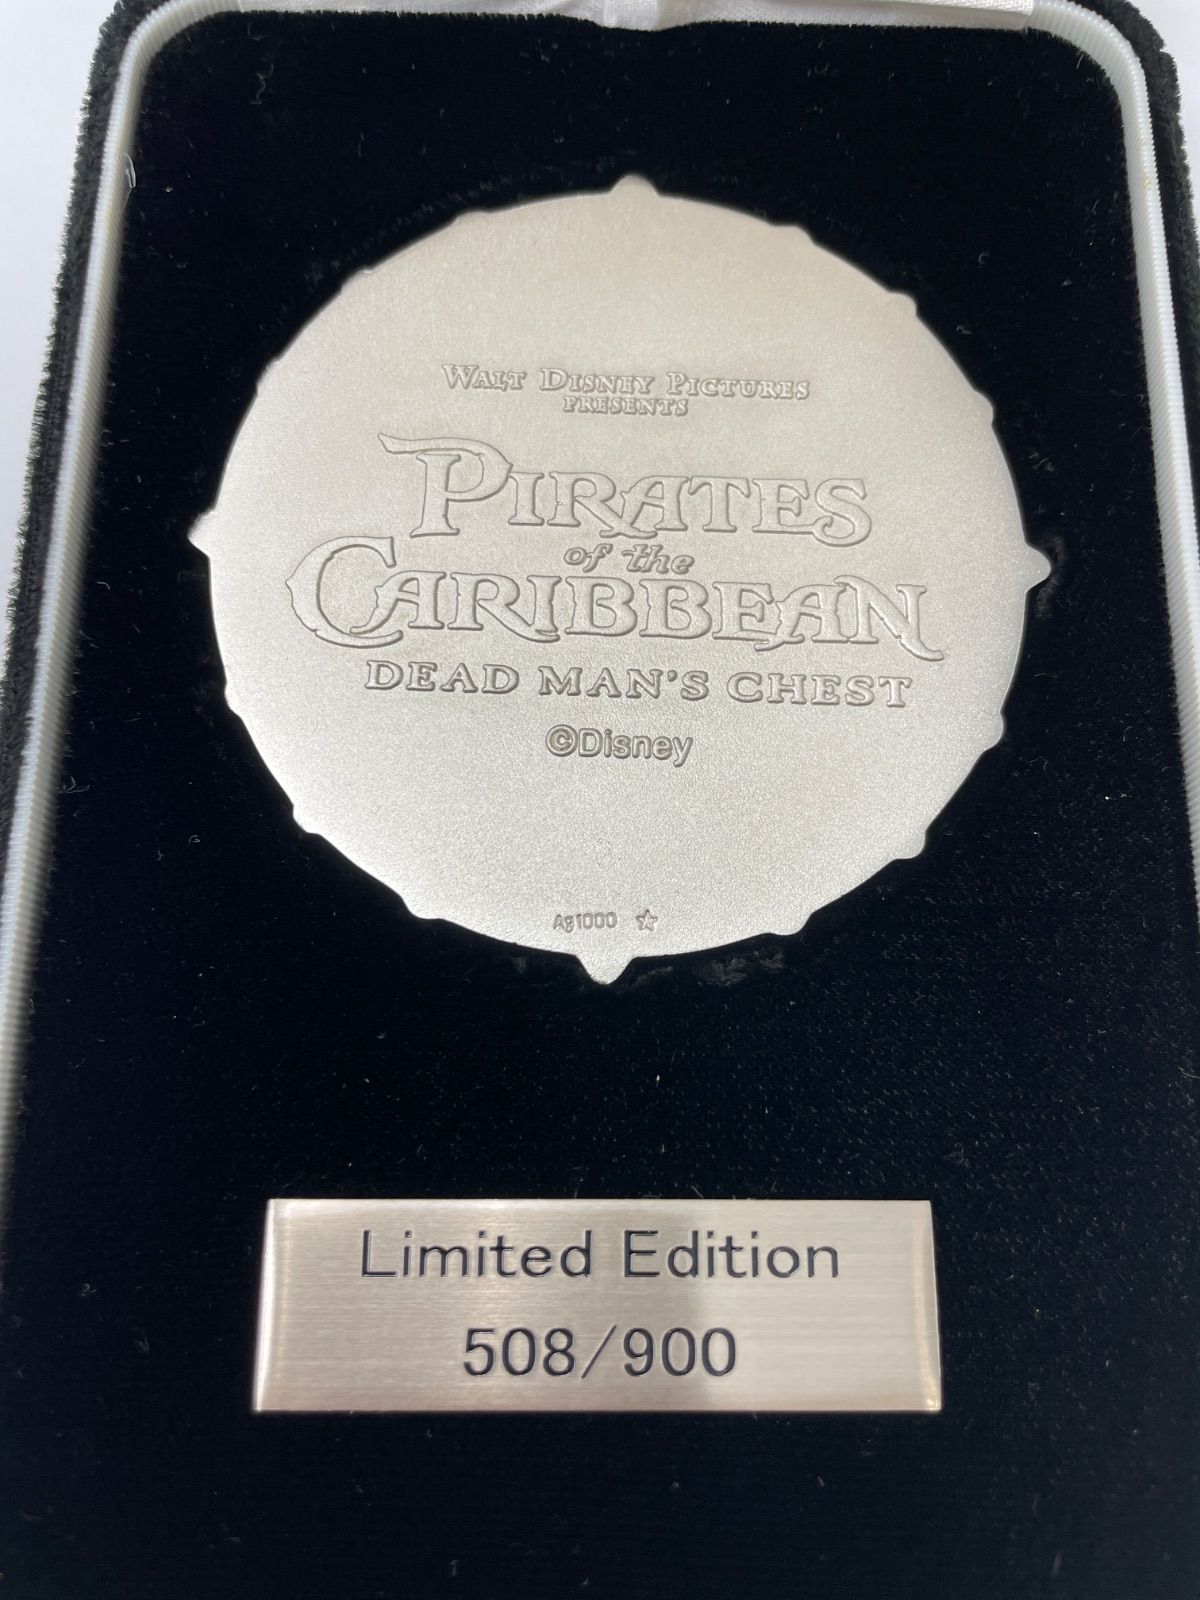 WALT DISNEY PICTURES
PRESENTS
PIRATES
of the
CARIBBEAN
DEAD MAN'S CHEST
©Disney
Ag1000 ☆
Limited Edition
508/900